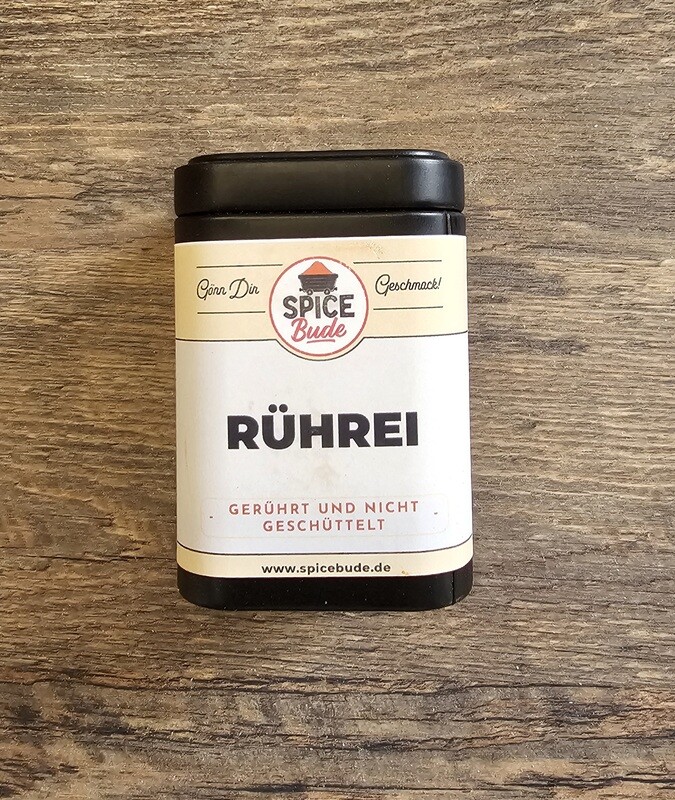 Gönn Dir
Geschmack!
SPICE
Bude
RÜHREI
- GERÜHRT UND NICHT -
GESCHÜTTELT
www.spicebude.de